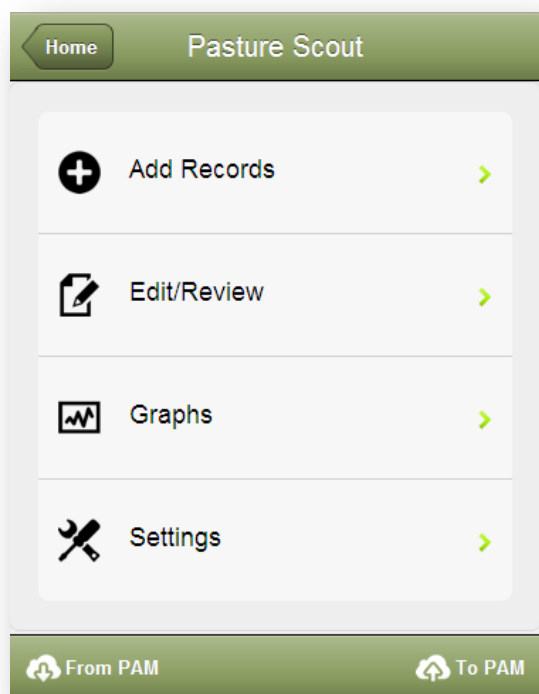 Home
Pasture Scout
Add Records
Edit/Review
Graphs
Settings
From PAM
To PAM